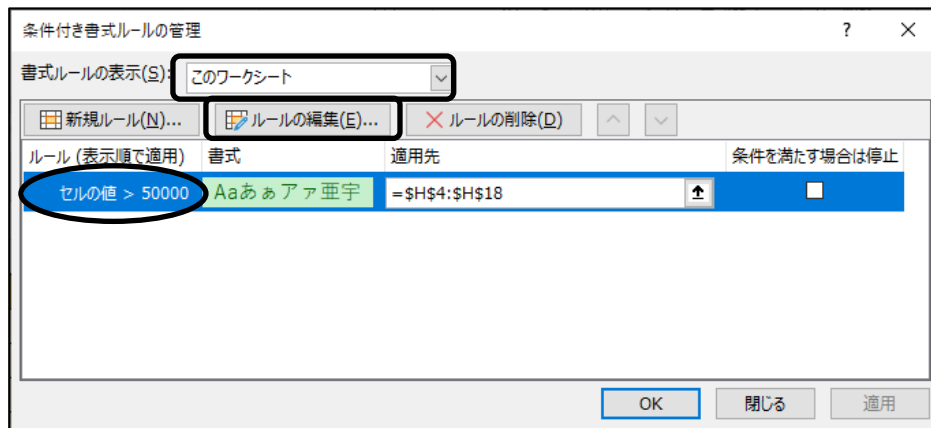 条件付き書式ルールの管理 ? ×
書式ルールの表示(S): このワークシート
新規ルール(N)... ルールの編集(E)... ルールの削除(D)
ルール (表示順で適用) 書式 適用先 条件を満たす場合は停止
セルの値 > 50000 Aaあぁアァ亜宇 =$H$4:$H$18
OK 閉じる 適用